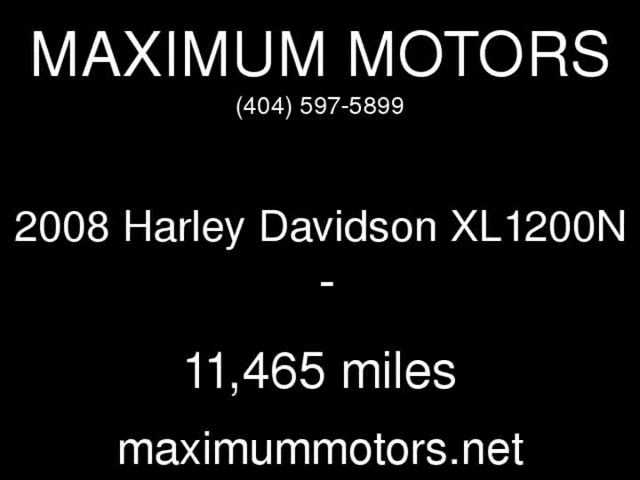 MAXIMUM MOTORS
(404) 597-5899
2008 Harley Davidson XL1200N
-
11,465 miles
maximummotors.net